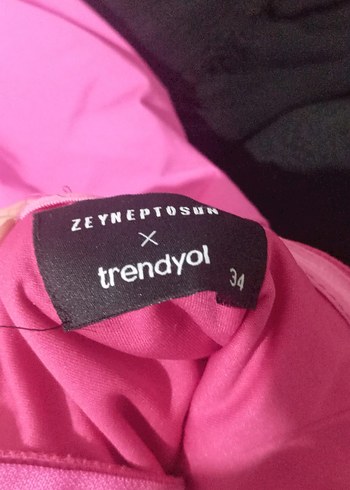 ZEYNEPTOSUN
×
trendyol
34